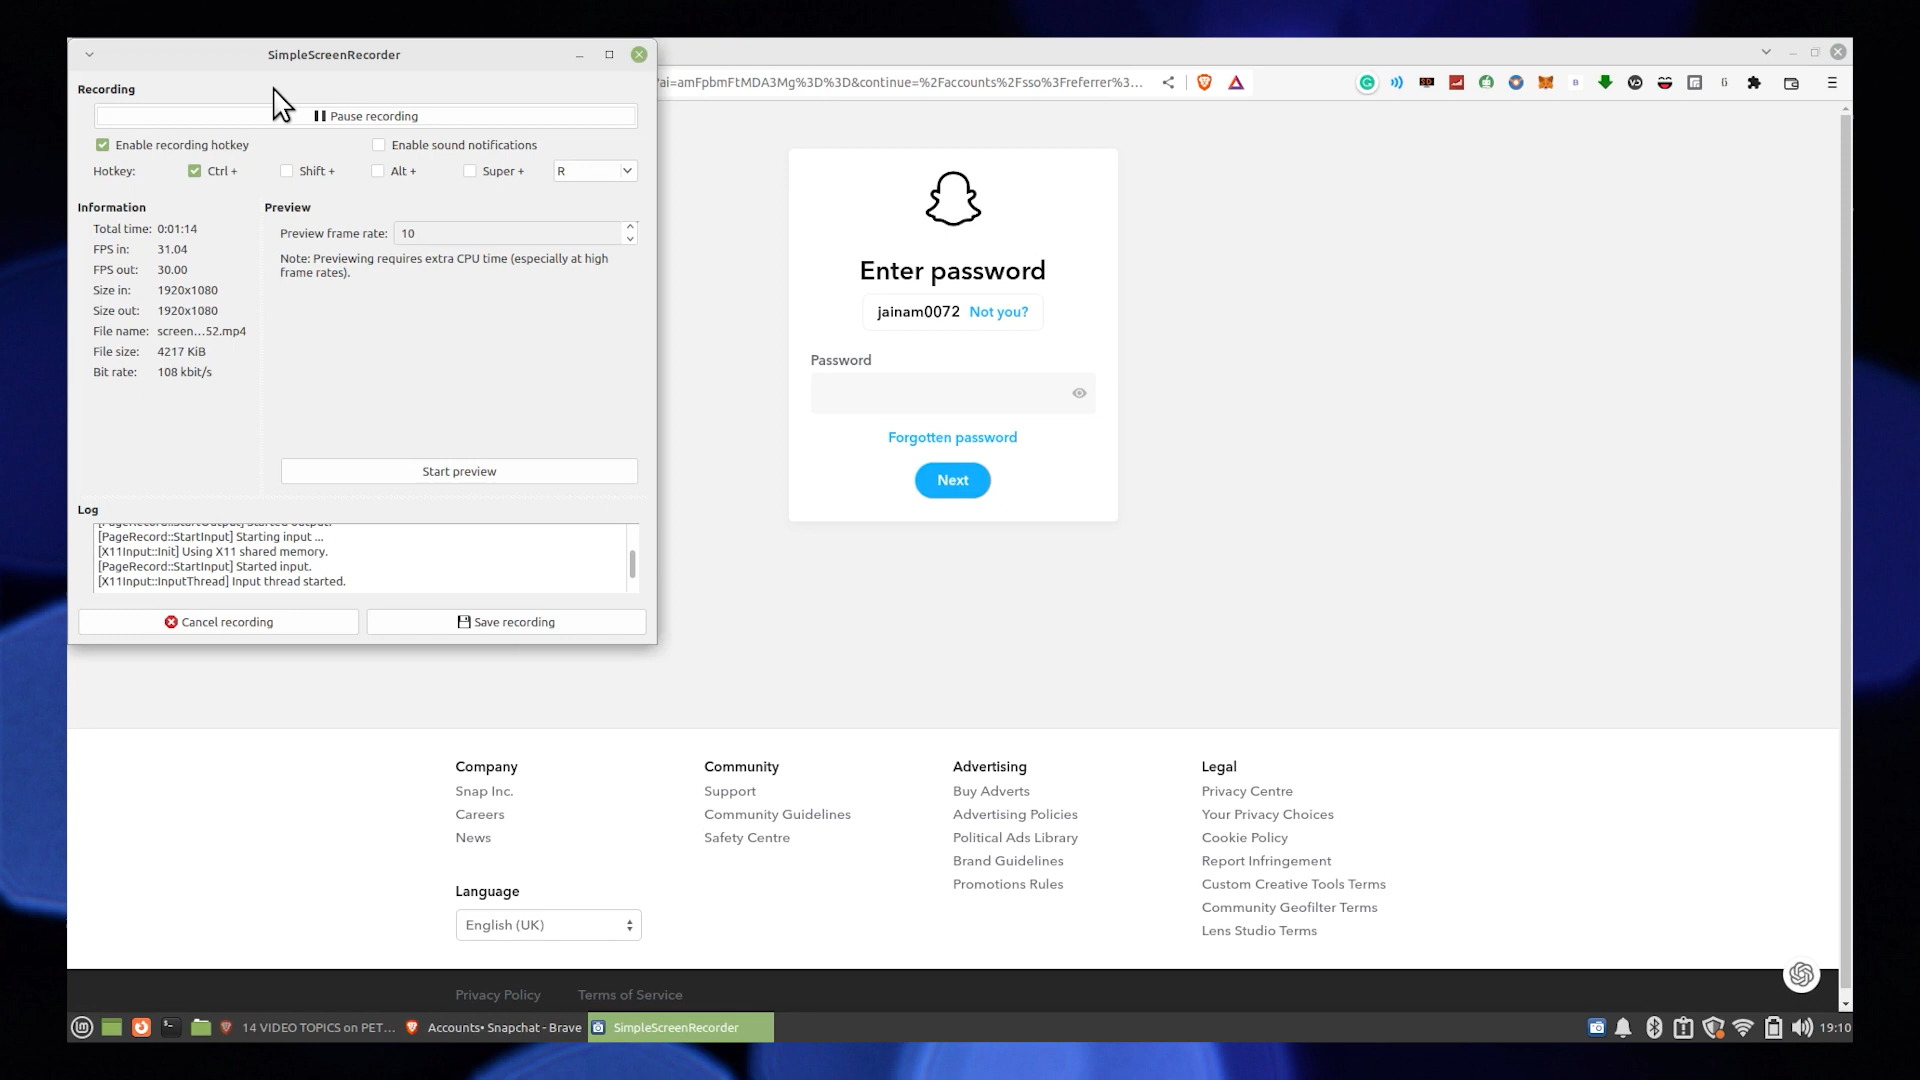 SimpleScreenRecorder
Recording
Pause recording
Enable recording hotkey
Enable sound notifications
Hotkey:
Ctrl +
Shift +
Alt +
Super +
R
Information
Total time: 0:01:14
FPS in: 31.04
FPS out: 30.00
Size in: 1920x1080
Size out: 1920x1080
File name: screen...52.mp4
File size: 4217 KiB
Bit rate: 108 kbit/s
Preview
Preview frame rate: 10
Note: Previewing requires extra CPU time (especially at high
frame rates).
Start preview
Log
[PageRecord::StartOutput] Started output.
[PageRecord::StartInput] Starting input ...
[X11Input::Init] Using X11 shared memory.
[PageRecord::StartInput] Started input.
[X11Input::InputThread] Input thread started.
Cancel recording
Save recording
?ai=amFpbmFtMDA3Mg%3D%3D&continue=%2Faccounts%2Fsso%3Freferrer%3...
Enter password
jainam0072 Not you?
Password
Forgotten password
Next
Company
Snap Inc.
Careers
News
Community
Support
Community Guidelines
Safety Centre
Advertising
Buy Adverts
Advertising Policies
Political Ads Library
Brand Guidelines
Promotions Rules
Legal
Privacy Centre
Your Privacy Choices
Cookie Policy
Report Infringement
Custom Creative Tools Terms
Community Geofilter Terms
Lens Studio Terms
Language
English (UK)
Privacy Policy
Terms of Service
14 VIDEO TOPICS on PET...
Accounts• Snapchat - Brave
SimpleScreenRecorder
19:10